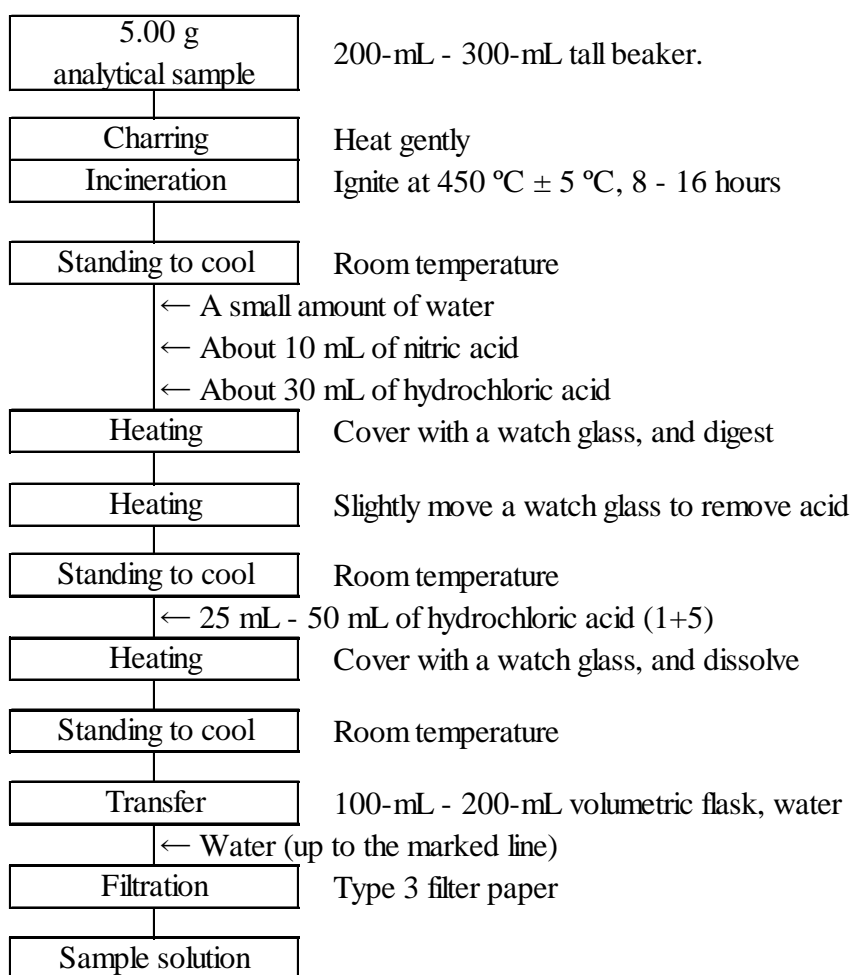 5.00 g
analytical sample
200-mL - 300-mL tall beaker.
Charring
Heat gently
Incineration
Ignite at 450 ºC ± 5 ºC, 8 - 16 hours
Standing to cool
Room temperature
← A small amount of water
← About 10 mL of nitric acid
← About 30 mL of hydrochloric acid
Heating
Cover with a watch glass, and digest
Heating
Slightly move a watch glass to remove acid
Standing to cool
Room temperature
← 25 mL - 50 mL of hydrochloric acid (1+5)
Heating
Cover with a watch glass, and dissolve
Standing to cool
Room temperature
Transfer
100-mL - 200-mL volumetric flask, water
← Water (up to the marked line)
Filtration
Type 3 filter paper
Sample solution